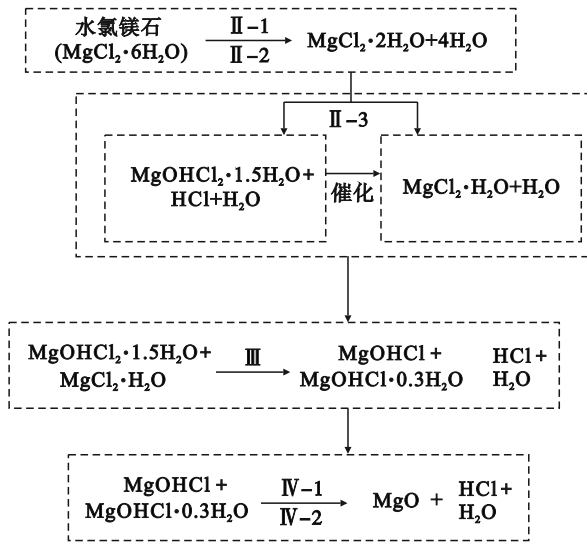 水氯镁石
(MgCl₂·6H₂O)
Ⅱ-1
Ⅱ-2
MgCl₂·2H₂O+4H₂O
Ⅱ-3
MgOHCl₂·1.5H₂O+
HCl+H₂O
催化
MgCl₂·H₂O+H₂O
MgOHCl₂·1.5H₂O+
MgCl₂·H₂O
Ⅲ
MgOHCl+
MgOHCl·0.3H₂O
HCl+
H₂O
MgOHCl+
MgOHCl·0.3H₂O
Ⅳ-1
Ⅳ-2
MgO +
HCl+
H₂O